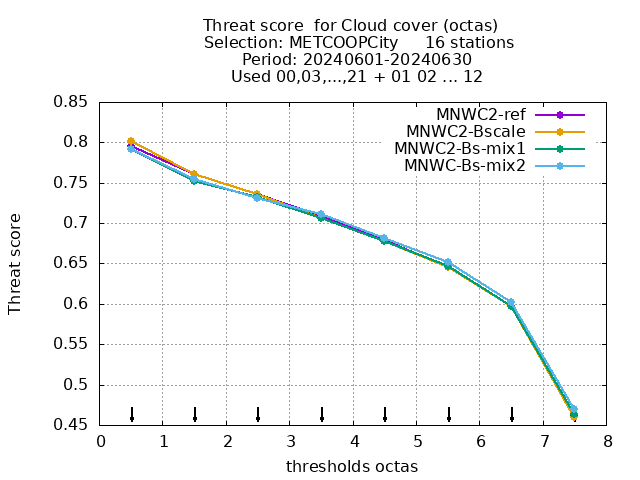 Threat score  for Cloud cover (octas)
Selection: METCOOPCity     16 stations
Period: 20240601-20240630
Used 00,03,...,21 + 01 02 ... 12
MNWC2-ref
MNWC2-Bscale
MNWC2-Bs-mix1
MNWC-Bs-mix2
Threat score
0.85
0.8
0.75
0.7
0.65
0.6
0.55
0.5
0.45
0 1 2 3 4 5 6 7 8
thresholds octas